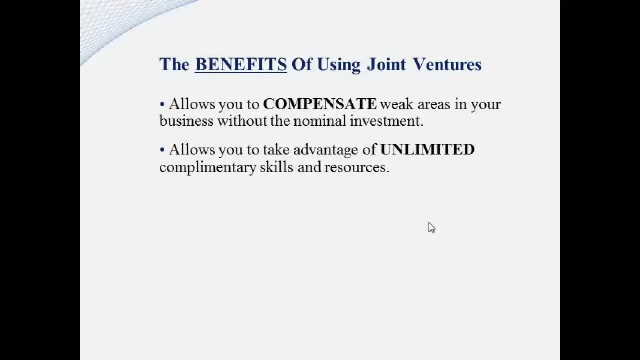 The BENEFITS Of Using Joint Ventures
• Allows you to COMPENSATE weak areas in your
business without the nominal investment.
• Allows you to take advantage of UNLIMITED
complimentary skills and resources.